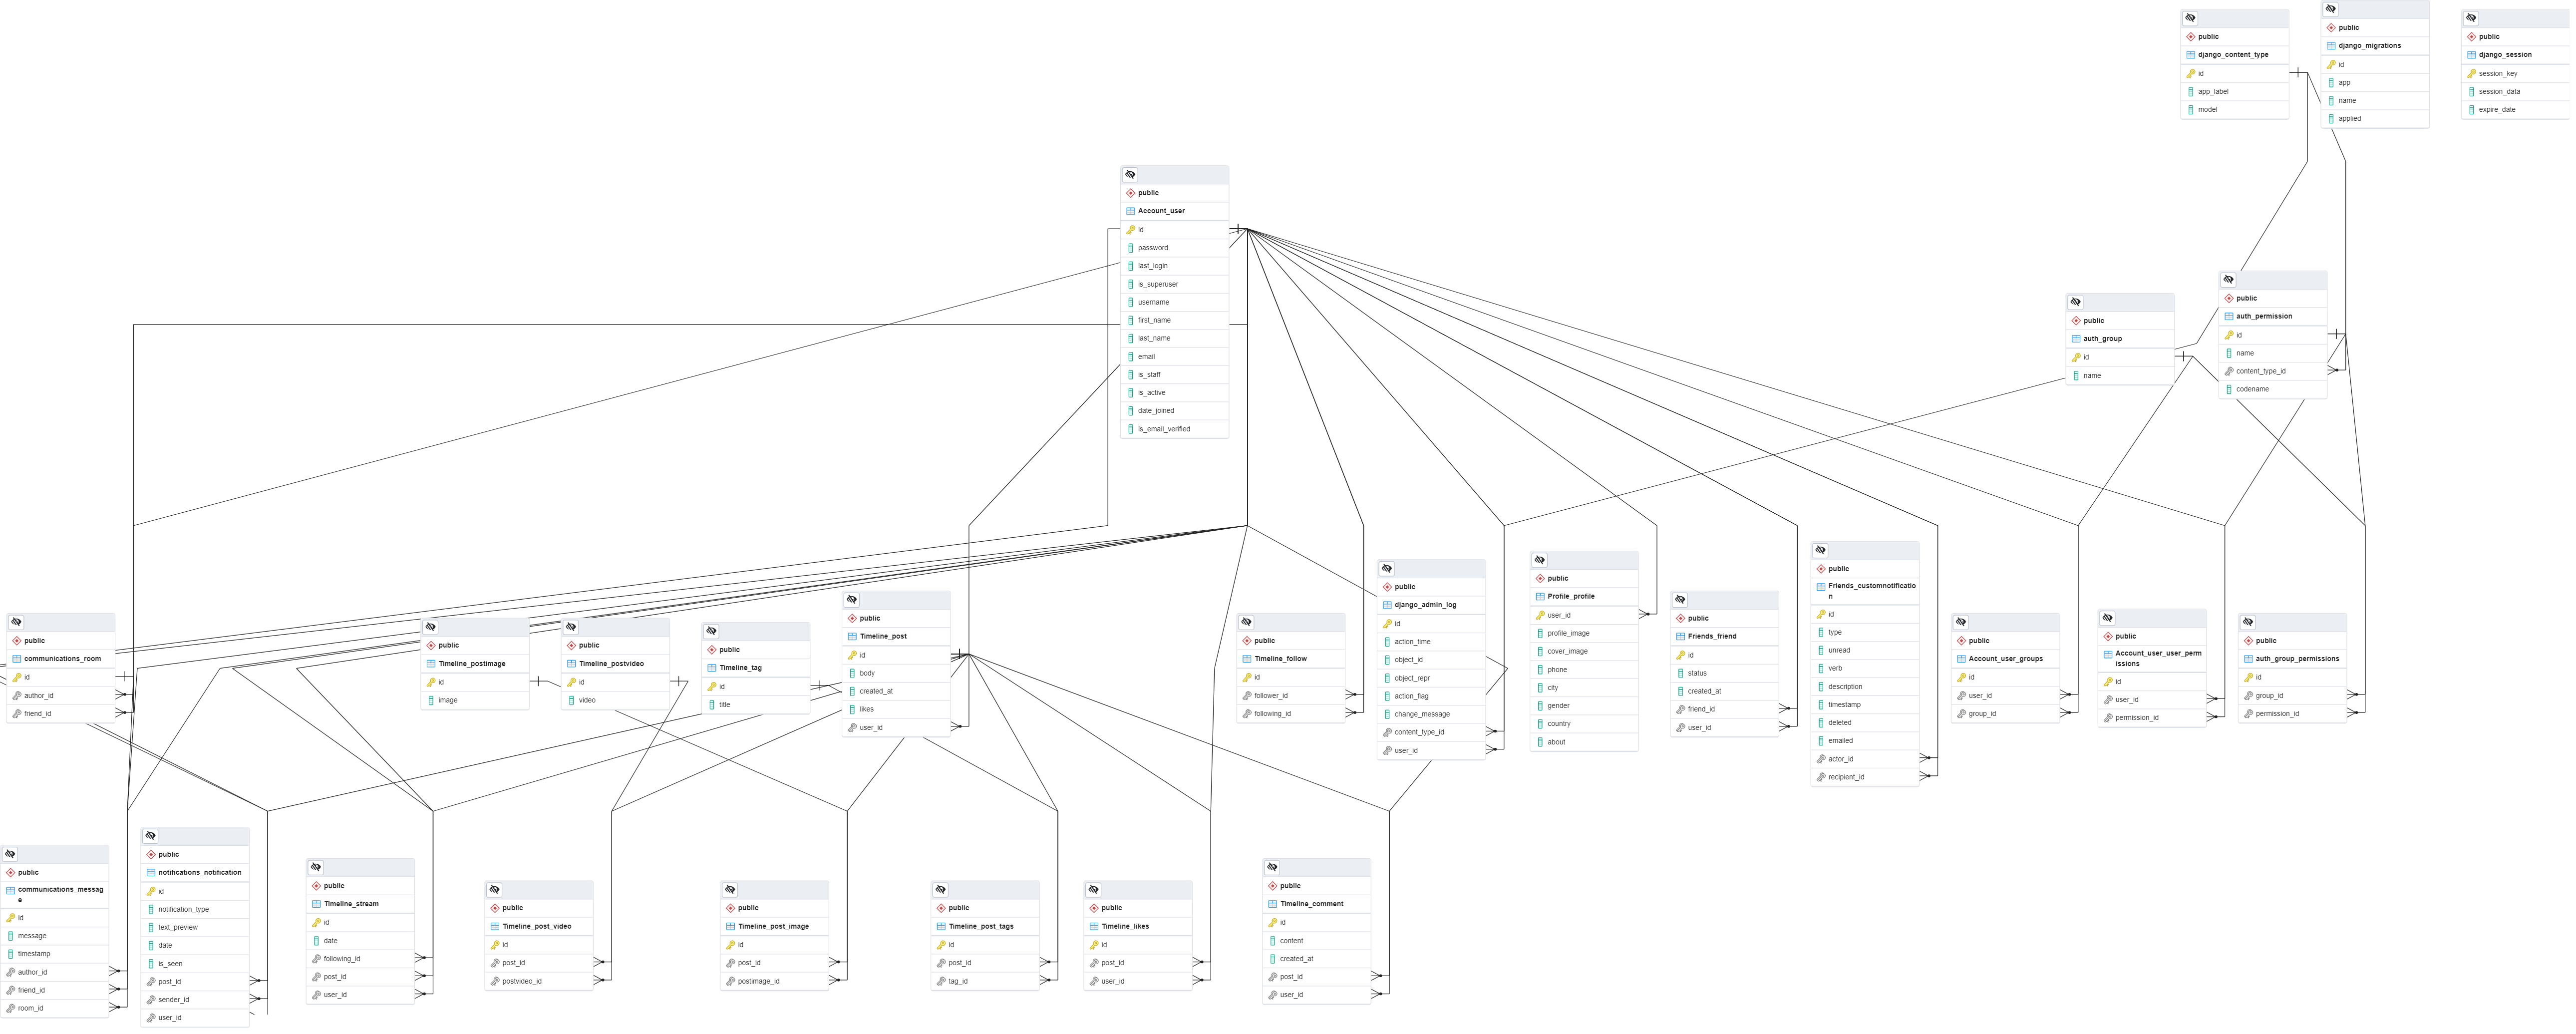 public
django_content_type
id
app_label
model
public
django_migrations
id
app
name
applied
public
django_session
session_key
session_data
expire_date
public
Account_user
id
password
last_login
is_superuser
username
first_name
last_name
email
is_staff
is_active
date_joined
is_email_verified
public
auth_group
id
name
public
auth_permission
id
name
content_type_id
codename
public
communications_room
id
author_id
friend_id
public
Timeline_postimage
id
image
public
Timeline_postvideo
id
video
public
Timeline_tag
id
title
public
Timeline_post
id
body
created_at
likes
user_id
public
Timeline_follow
id
follower_id
following_id
public
django_admin_log
id
action_time
object_id
object_repr
action_flag
change_message
content_type_id
user_id
public
Profile_profile
user_id
profile_image
cover_image
phone
city
gender
country
about
public
Friends_friend
id
status
created_at
friend_id
user_id
public
Friends_customnotificatio
n
id
type
unread
verb
description
timestamp
deleted
emailed
actor_id
recipient_id
public
Account_user_groups
id
user_id
group_id
public
Account_user_user_perm
issions
id
user_id
permission_id
public
auth_group_permissions
id
group_id
permission_id
public
communications_messag
e
id
message
timestamp
author_id
friend_id
room_id
public
notifications_notification
id
notification_type
text_preview
date
is_seen
post_id
sender_id
user_id
public
Timeline_stream
id
date
following_id
post_id
user_id
public
Timeline_post_video
id
post_id
postvideo_id
public
Timeline_post_image
id
post_id
postimage_id
public
Timeline_post_tags
id
post_id
tag_id
public
Timeline_likes
id
post_id
user_id
public
Timeline_comment
id
content
created_at
post_id
user_id